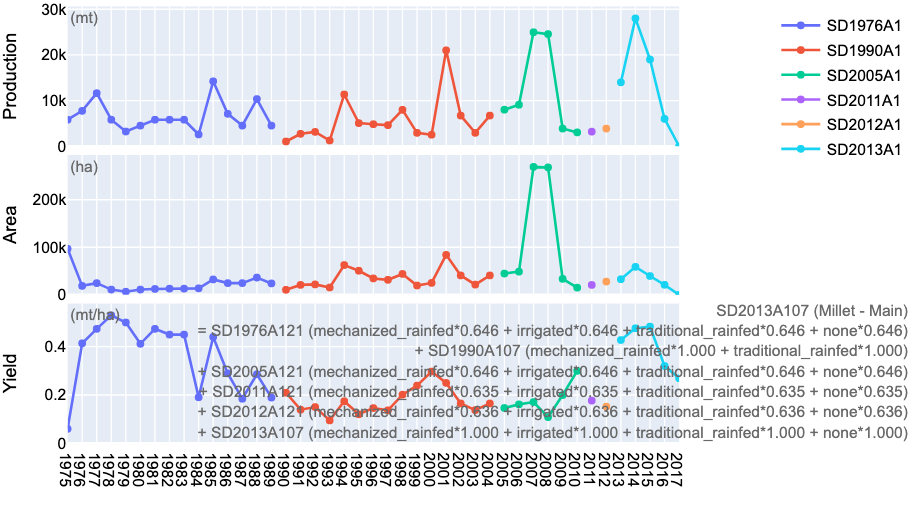 30k
(mt)
20k
10k
0
Production
SD1976A1
SD1990A1
SD2005A1
SD2011A1
SD2012A1
SD2013A1
(ha)
200k
100k
0
Area
(mt/ha)
0.4
0.2
0
Yield
SD2013A107 (Millet - Main)
= SD1976A121 (mechanized_rainfed*0.646 + irrigated*0.646 + traditional_rainfed*0.646 + none*0.646)
+ SD1990A107 (mechanized_rainfed*1.000 + traditional_rainfed*1.000)
+ SD2005A121 (mechanized_rainfed*0.646 + irrigated*0.646 + traditional_rainfed*0.646 + none*0.646)
+ SD2011A121 (mechanized_rainfed*0.635 + irrigated*0.635 + traditional_rainfed*0.635 + none*0.635)
+ SD2012A121 (mechanized_rainfed*0.636 + irrigated*0.636 + traditional_rainfed*0.636 + none*0.636)
+ SD2013A107 (mechanized_rainfed*1.000 + irrigated*1.000 + traditional_rainfed*1.000 + none*1.000)
1975
1976
1977
1978
1979
1980
1981
1982
1983
1984
1985
1986
1987
1988
1989
1990
1991
1992
1993
1994
1995
1996
1997
1998
1999
2000
2001
2002
2003
2004
2005
2006
2007
2008
2009
2010
2011
2012
2013
2014
2015
2016
2017